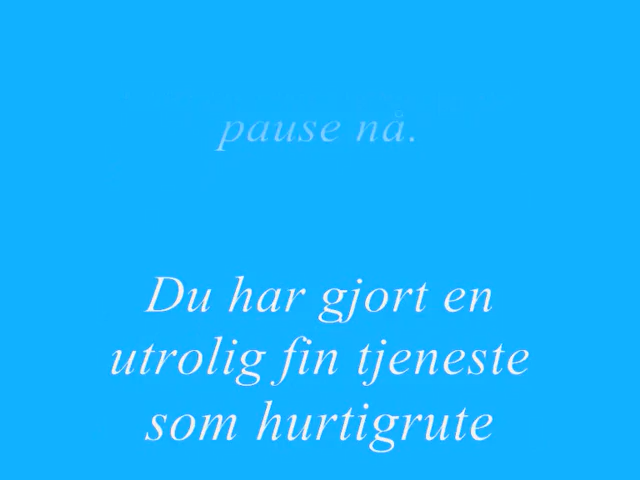 pause nå.
Du har gjort en
utrolig fin tjeneste
som hurtigrute